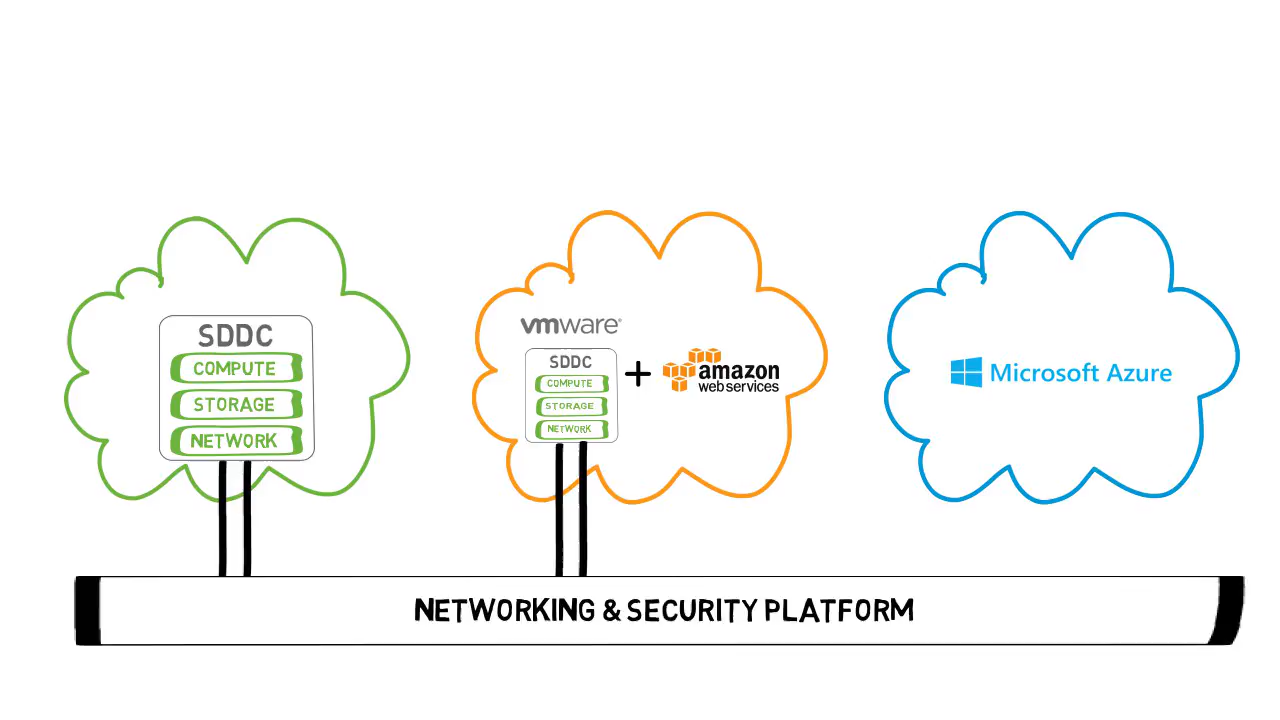 SDDC
COMPUTE
STORAGE
NETWORK
vmware®
SDDC
COMPUTE
STORAGE
NETWORK
+
amazon
web services
Microsoft Azure
NETWORKING & SECURITY PLATFORM